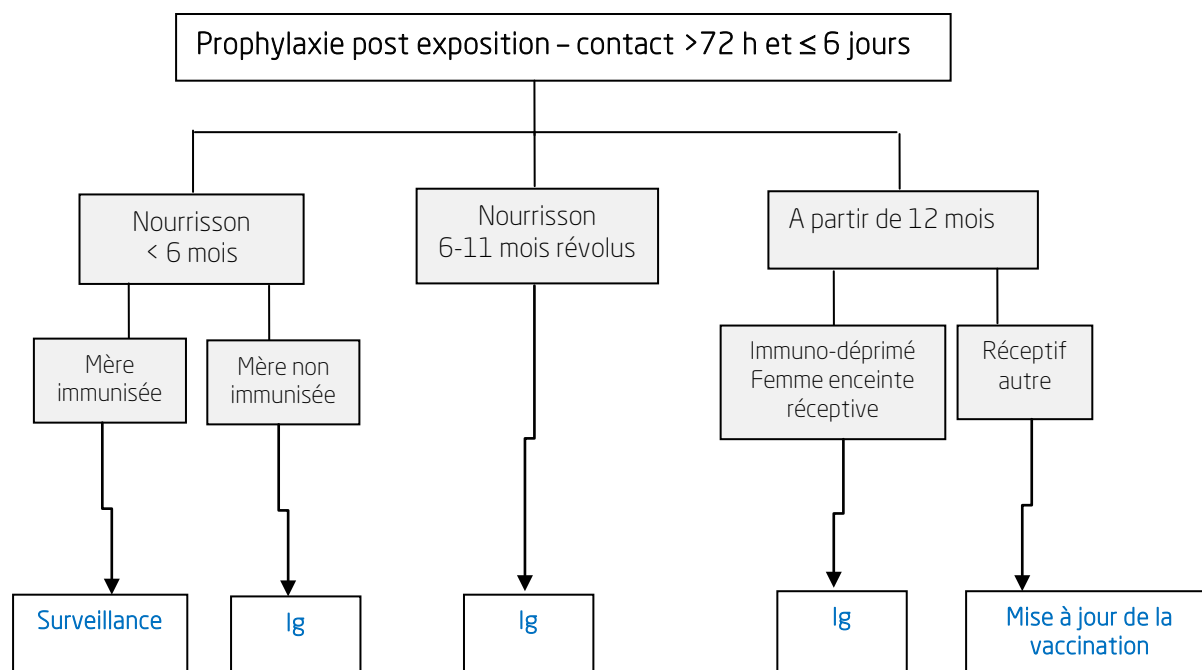 Prophylaxie post exposition – contact >72 h et ≤ 6 jours
Nourrisson
< 6 mois
Nourrisson
6-11 mois révolus
A partir de 12 mois
Mère
immunisée
Mère non
immunisée
Immuno-déprimé
Femme enceinte
réceptive
Réceptif
autre
Surveillance
Ig
Ig
Ig
Mise à jour de la
vaccination